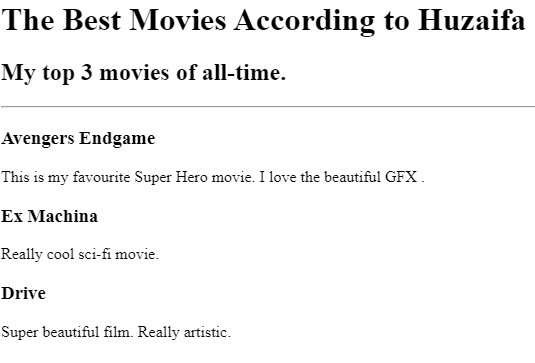 The Best Movies According to Huzaifa
My top 3 movies of all-time.
Avengers Endgame
This is my favourite Super Hero movie. I love the beautiful GFX .
Ex Machina
Really cool sci-fi movie.
Drive
Super beautiful film. Really artistic.